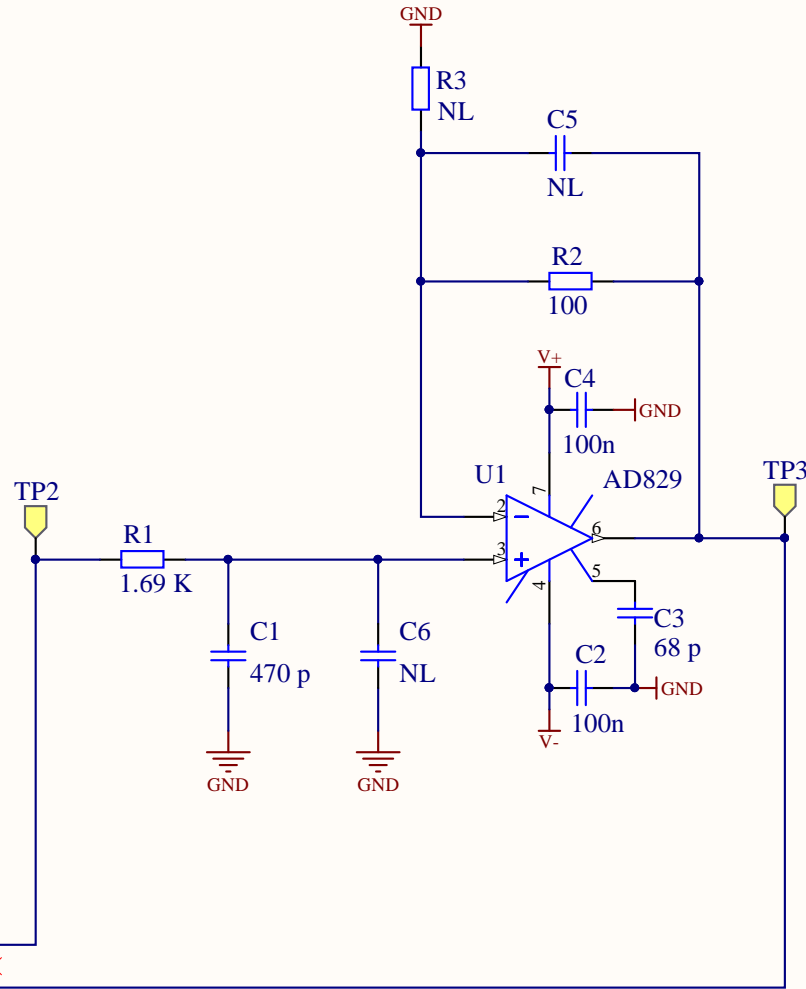 GND
R3
NL
C5
NL
R2
100
V+
C4
GND
100n
U1
AD829
TP3
TP2
7
2
6
R1
3
1.69 K
5
4
C1
C6
C3
470 p
NL
68 p
C2
GND
100n
V-
GND
GND